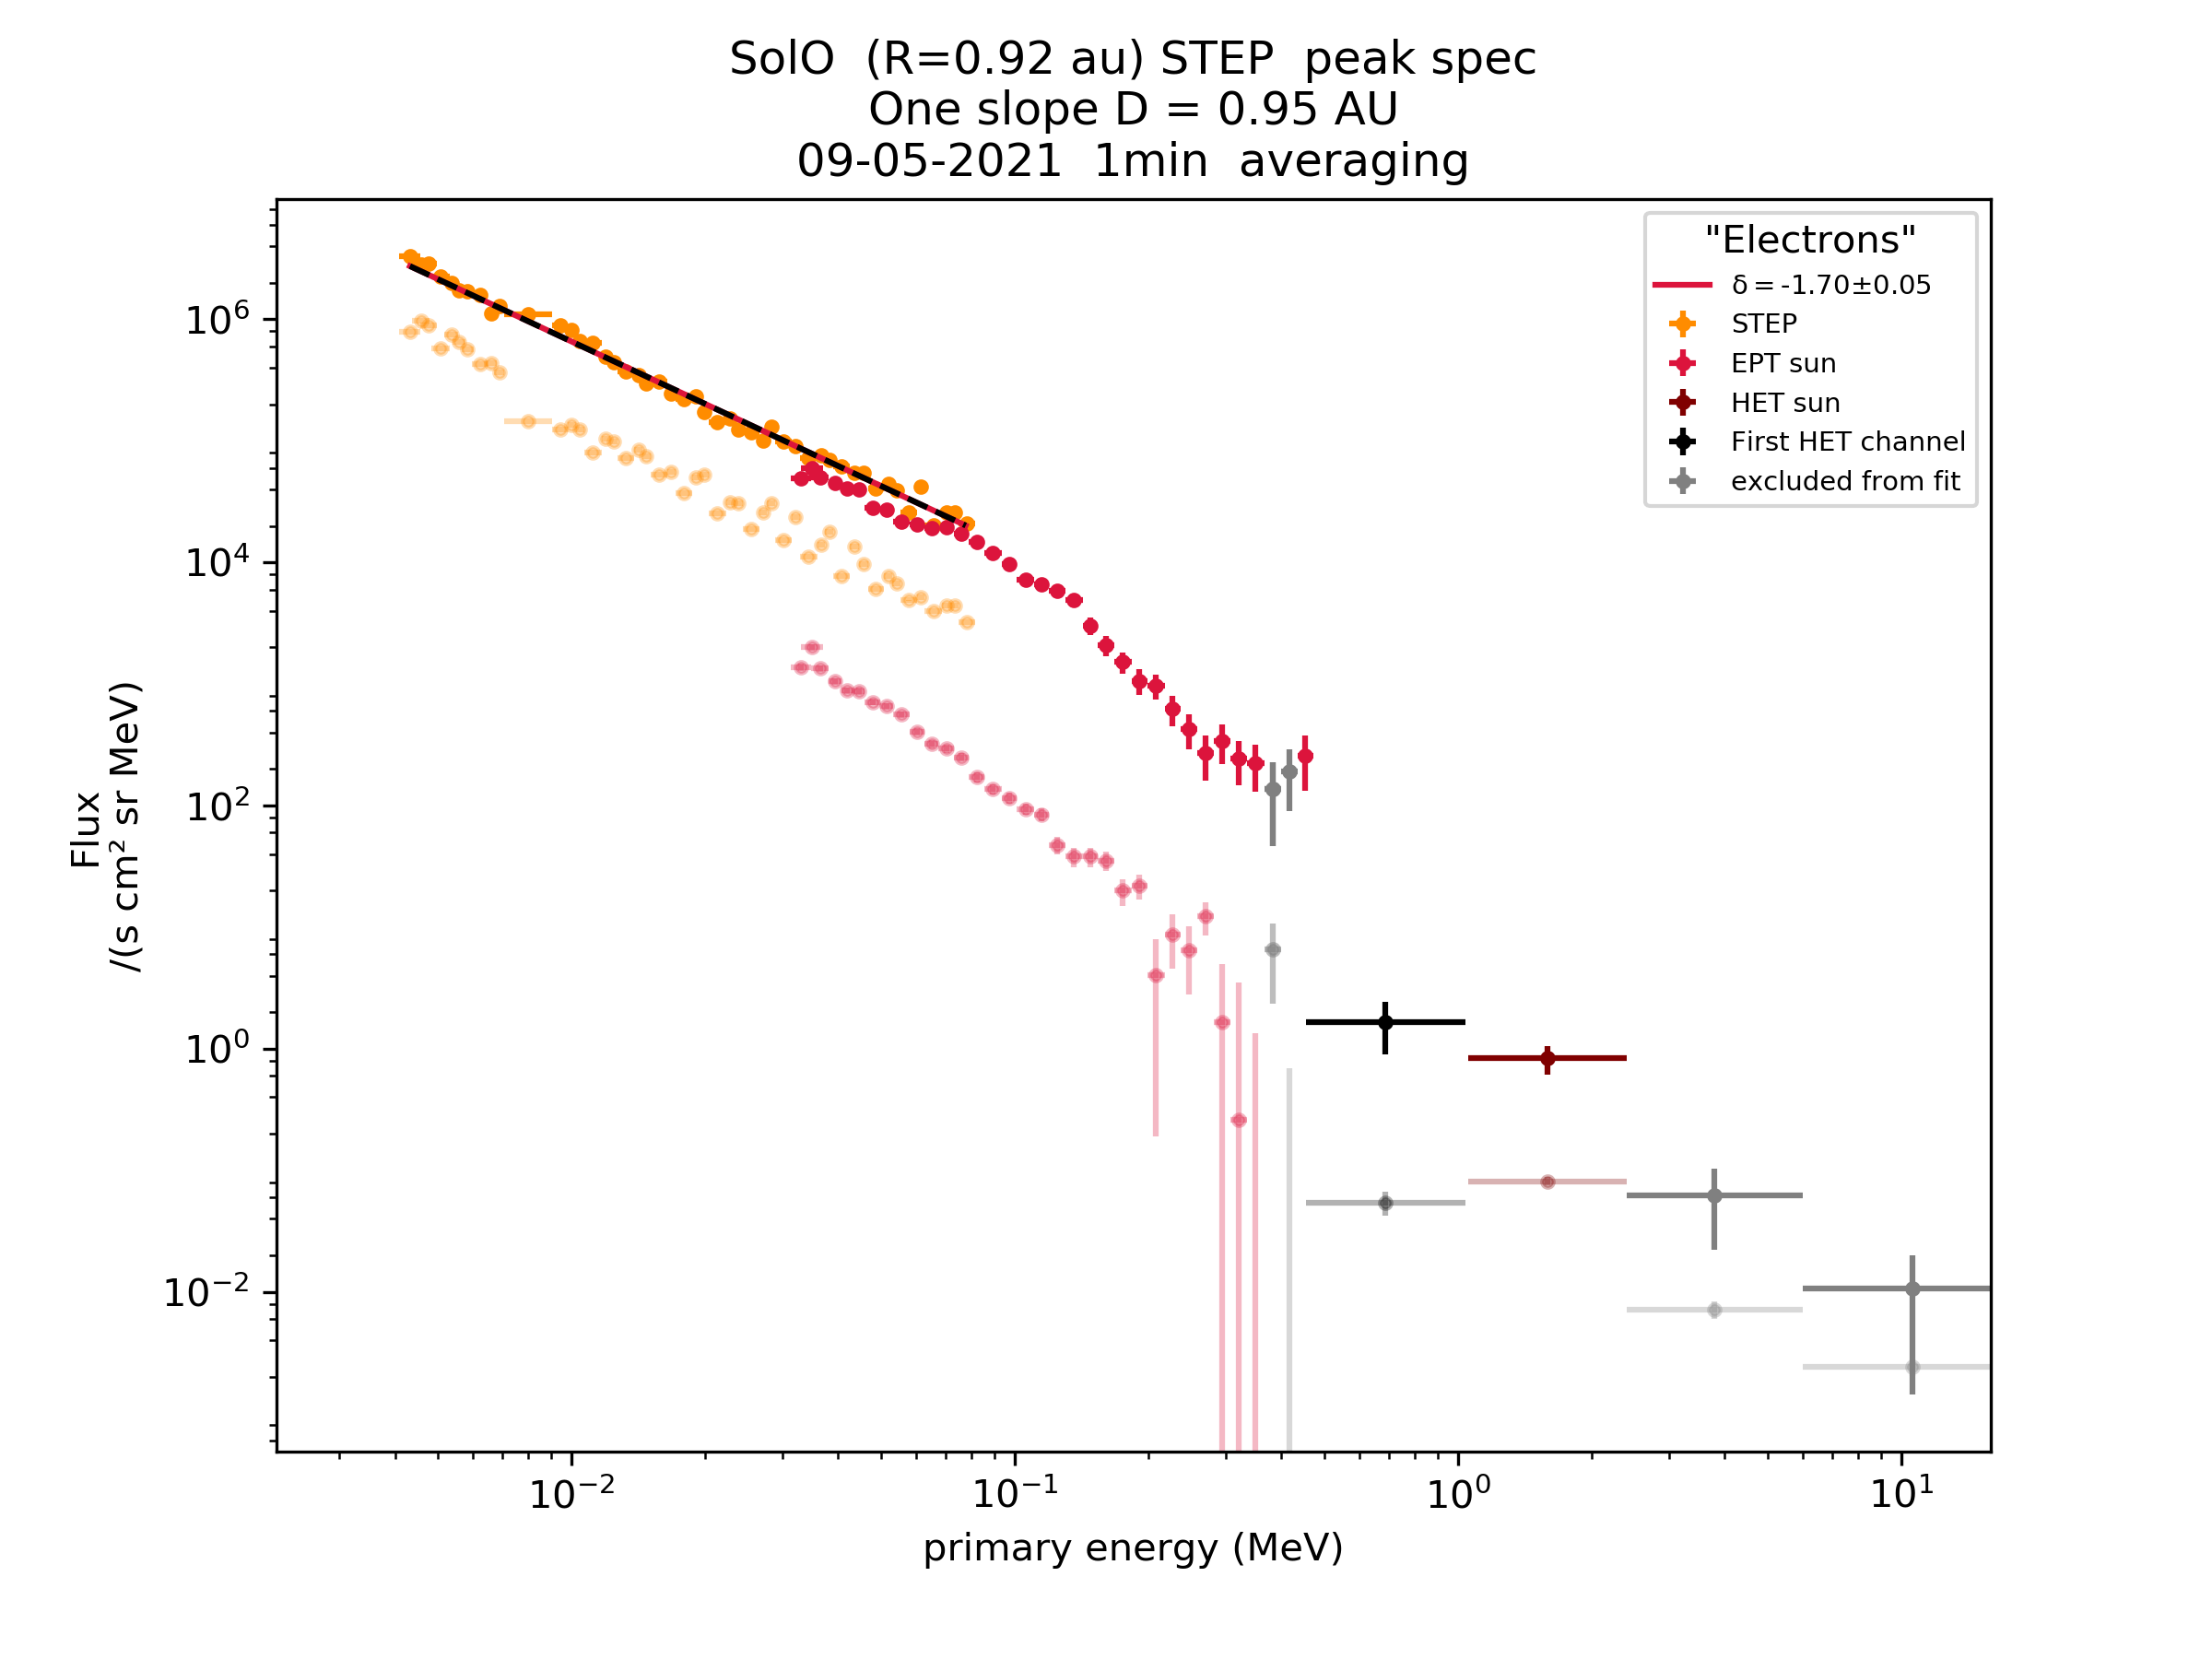 SolO  (R=0.92 au) STEP  peak spec
One slope D = 0.95 AU
09-05-2021  1min  averaging
"Electrons"
δ = -1.70±0.05
STEP
EPT sun
HET sun
First HET channel
excluded from fit
Flux
/(s cm² sr MeV)
10⁶
10⁴
10²
10⁰
10⁻²
10⁻²
10⁻¹
10⁰
10¹
primary energy (MeV)